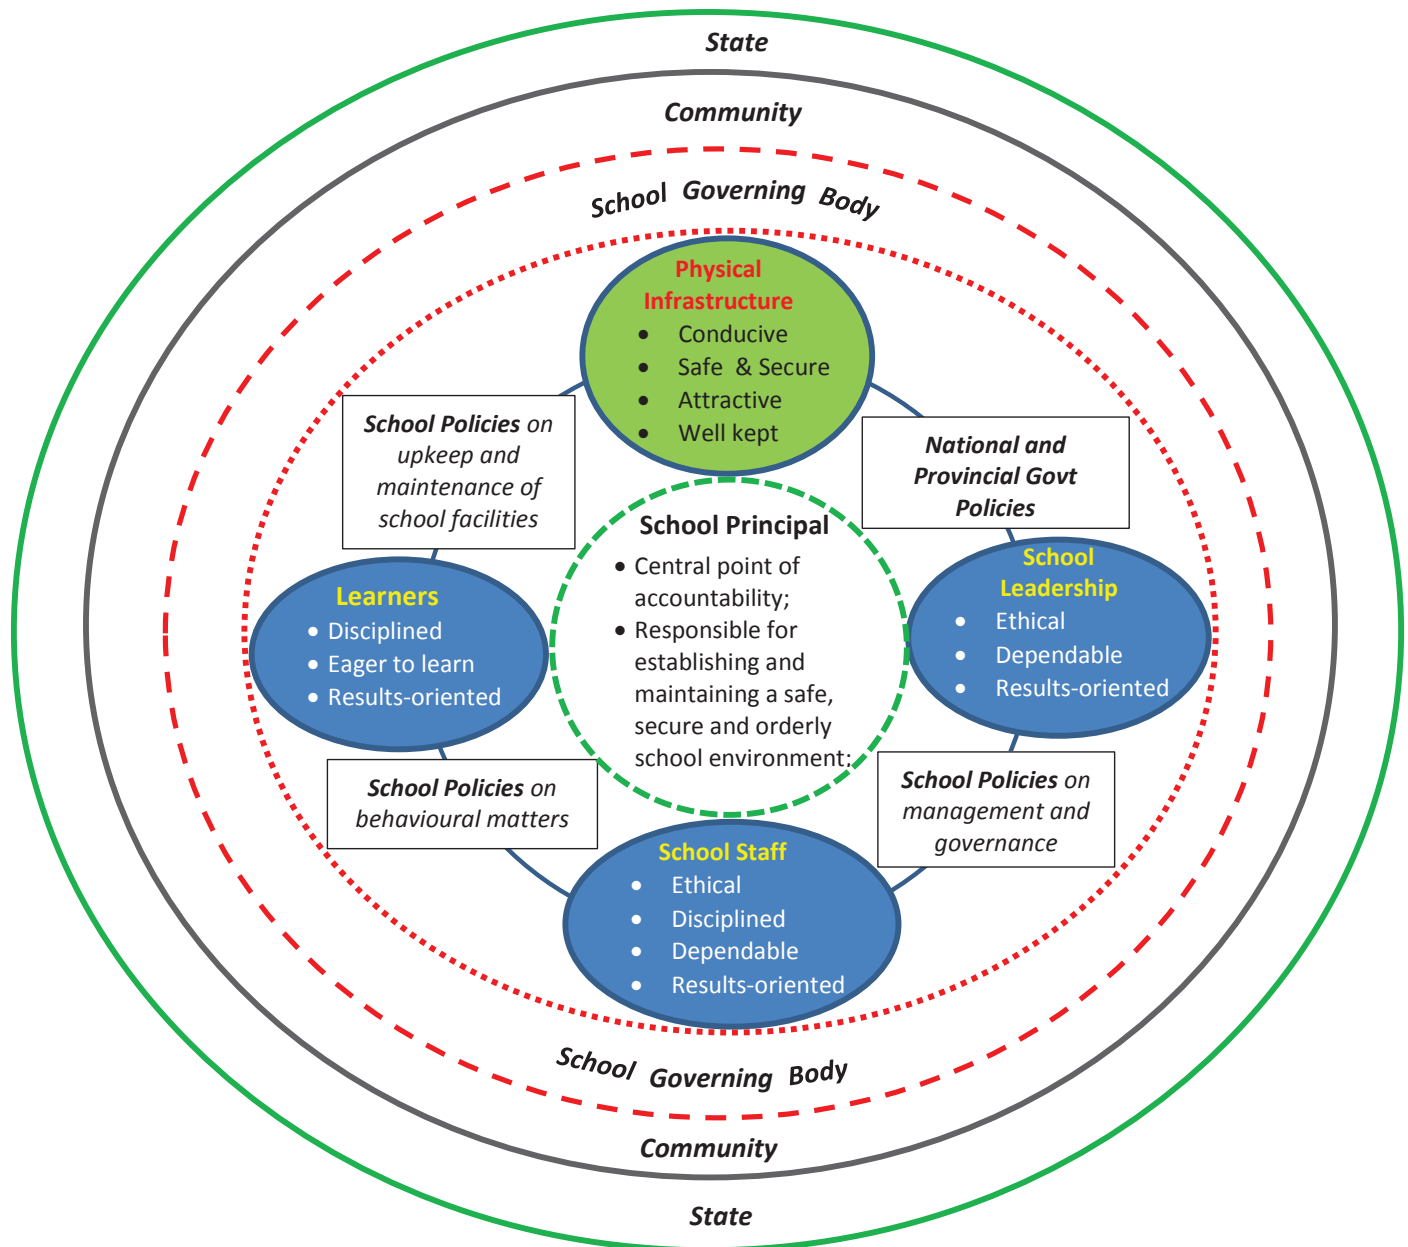 State
Community
School Governing Body
Physical
Infrastructure
• Conducive
• Safe & Secure
• Attractive
• Well kept
School Policies on
upkeep and
maintenance of
school facilities
National and
Provincial Govt
Policies
School Principal
• Central point of
accountability;
• Responsible for
establishing and
maintaining a safe,
secure and orderly
school environment;
Learners
• Disciplined
• Eager to learn
• Results-oriented
School
Leadership
• Ethical
• Dependable
• Results-oriented
School Policies on
behavioural matters
School Policies on
management and
governance
School Staff
• Ethical
• Disciplined
• Dependable
• Results-oriented
School Governing Body
Community
State